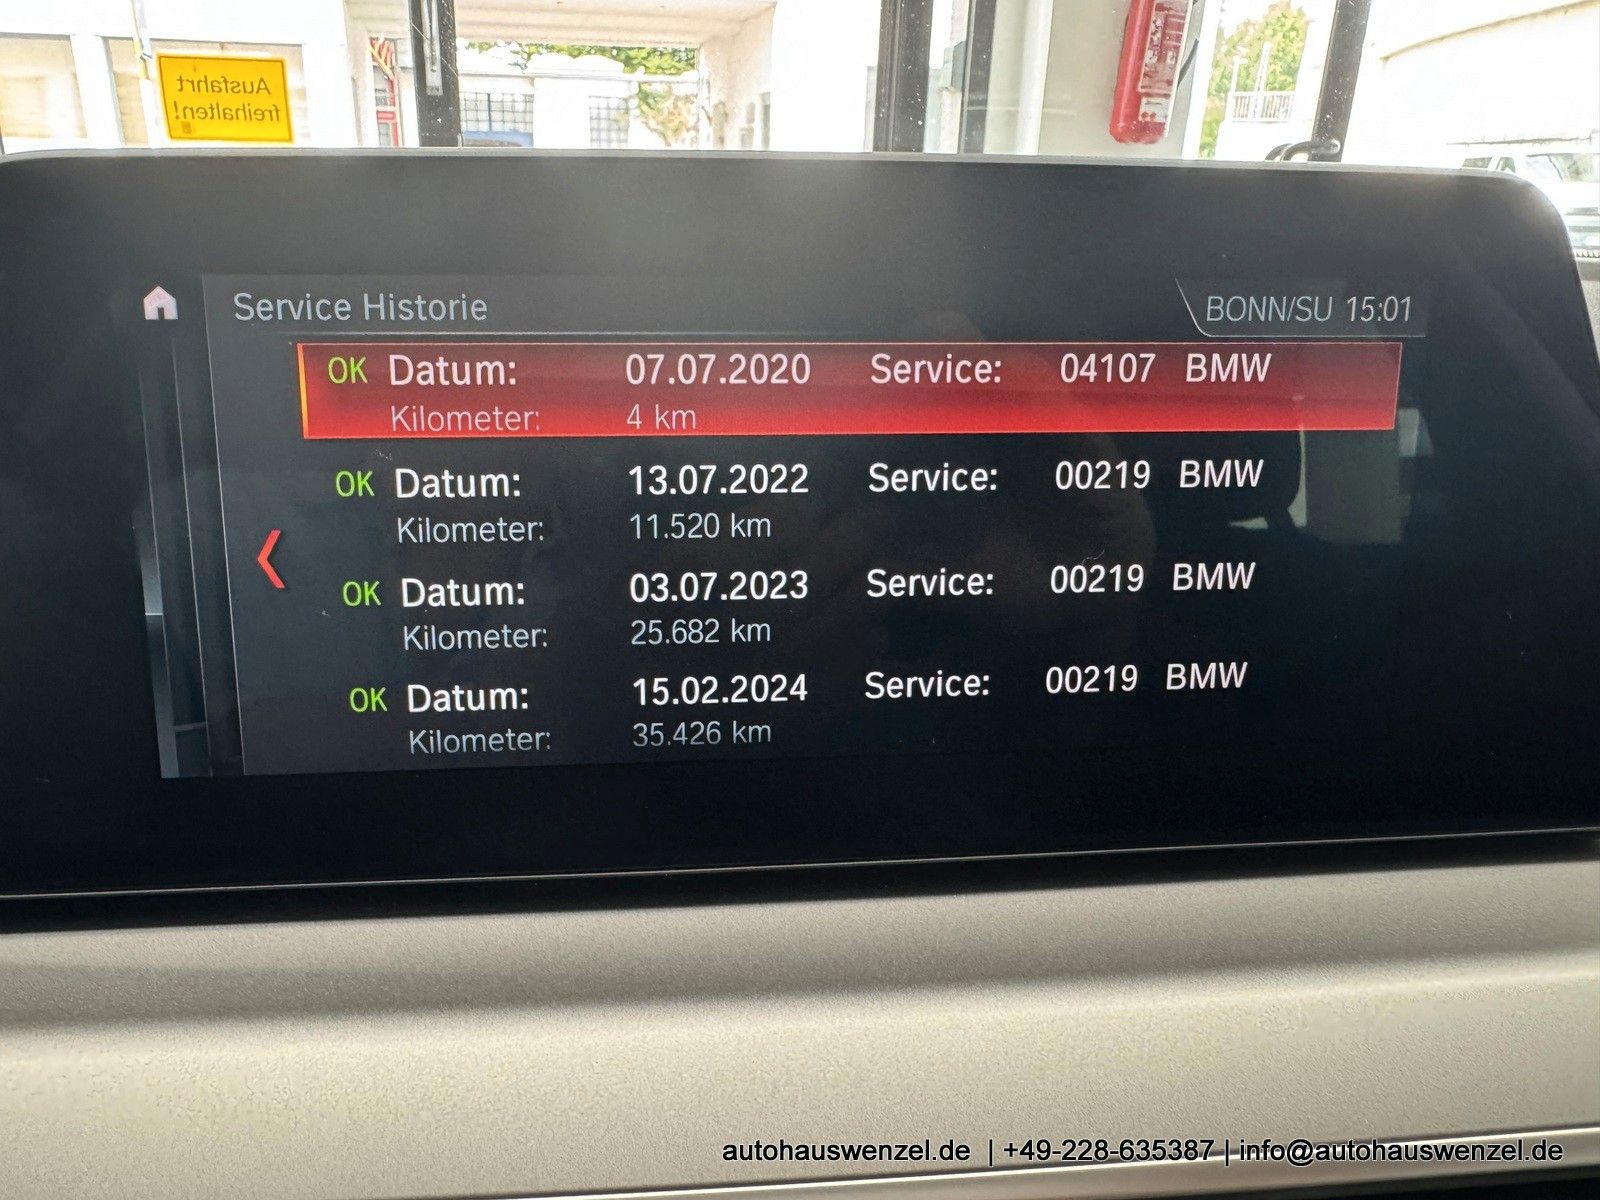 Ausfahrt
freihalten!
Service Historie
BONN/SU 15:01
OK Datum: 07.07.2020 Service: 04107 BMW
Kilometer: 4 km
OK Datum: 13.07.2022 Service: 00219 BMW
Kilometer: 11.520 km
OK Datum: 03.07.2023 Service: 00219 BMW
Kilometer: 25.682 km
OK Datum: 15.02.2024 Service: 00219 BMW
Kilometer: 35.426 km
autohauswenzel.de | +49-228-635387 | info@autohauswenzel.de